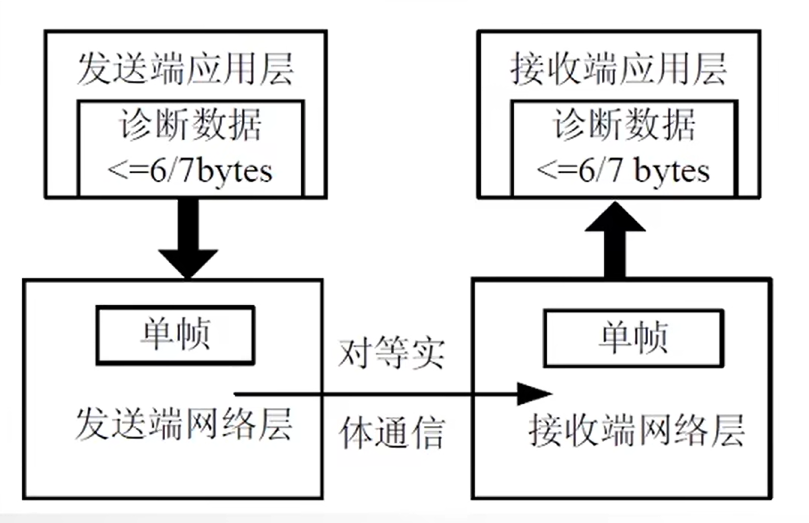 发送端应用层
诊断数据
<=6/7bytes
接收端应用层
诊断数据
<=6/7 bytes
单帧
发送端网络层
对等实
体通信
单帧
接收端网络层